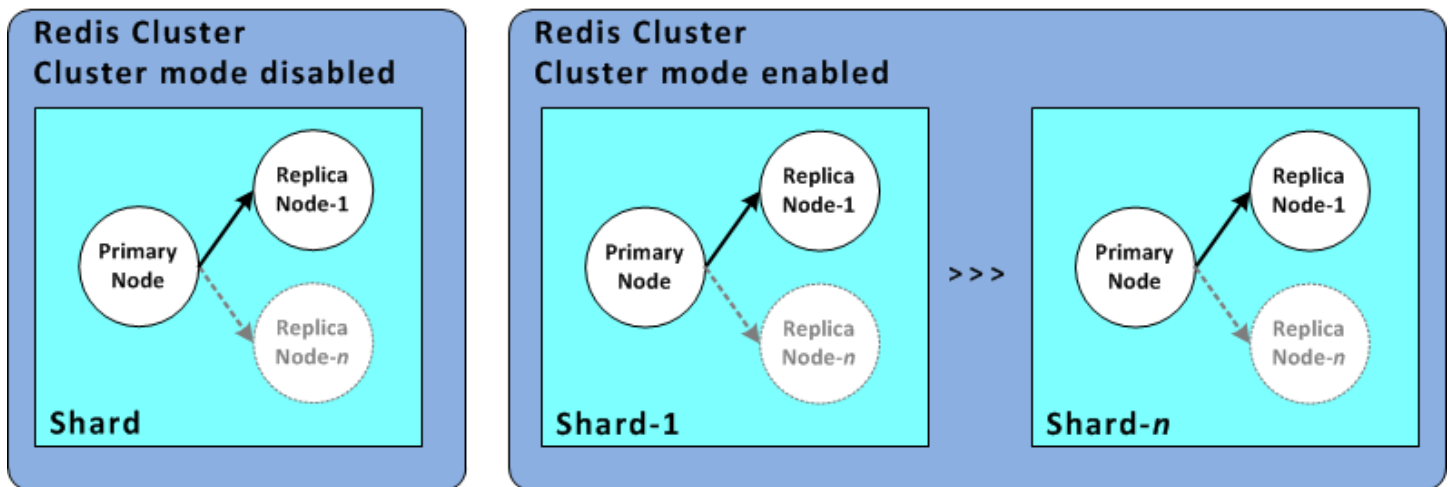 Redis Cluster
Cluster mode disabled
Replica
Node-1
Primary
Node
Replica
Node-n
Shard
Redis Cluster
Cluster mode enabled
Replica
Node-1
Primary
Node
Replica
Node-n
Shard-1
>>>
Replica
Node-1
Primary
Node
Replica
Node-n
Shard-n